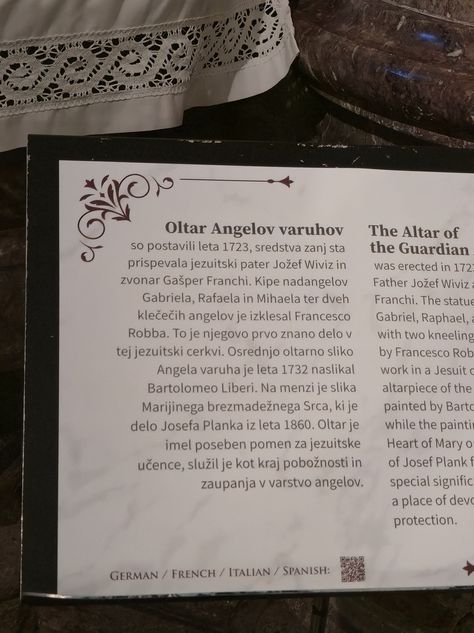 Oltar Angelov varuhov
so postavili leta 1723, sredstva zanj sta
prispevala jezuitski pater Jožef Wiviz in
zvonar Gašper Franchi. Kipe nadangelov
Gabriela, Rafaela in Mihaela ter dveh
klečečih angelov je izklesal Francesco
Robba. To je njegovo prvo znano delo v
tej jezuitski cerkvi. Osrednjo oltarno sliko
Angela varuha je leta 1732 naslikal
Bartolomeo Liberi. Na menzi je slika
Marijinega brezmadežnega Srca, ki je
delo Josefa Planka iz leta 1860. Oltar je
imel poseben pomen za jezuitske
učence, služil je kot kraj pobožnosti in
zaupanja v varstvo angelov.
The Altar of
the Guardian
was erected in 172
Father Jožef Wiviz
Franchi. The statue
Gabriel, Raphael,
with two kneeling
by Francesco Rob
work in a Jesuit
altarpiece of the
painted by Barto
while the paintin
Heart of Mary o
of Josef Plank f
special signific
a place of devo
protection.
German / French / Italian / Spanish: